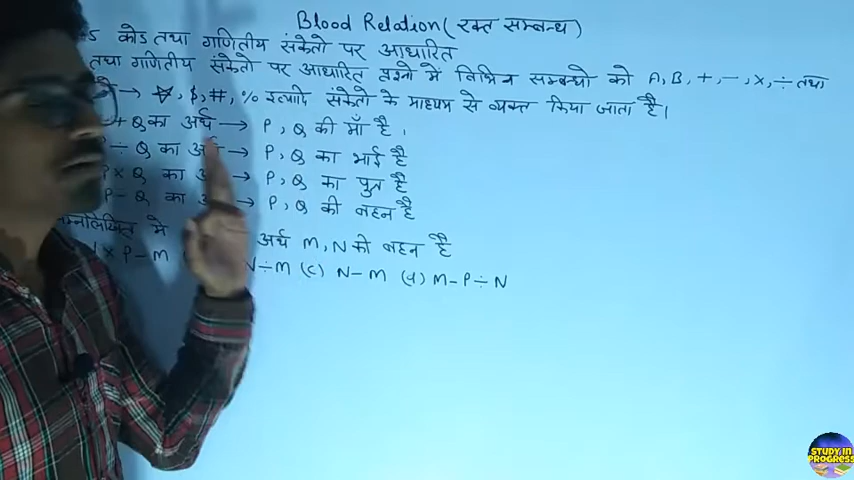 Blood Relation (रक्त सम्बन्ध)
कोड तथा गणितीय संकेतो पर आधारित
तथा गणितीय संकेतो पर आधारित प्रश्नो मे विभिन्न सम्बन्धो को A, B, +, -, ×, ÷ तथा
→ ☆, $, #, % इत्यादि संकेतो के माध्यम से व्यक्त किया जाता है।
+ Q का अर्थ → P, Q की माँ है।
÷ Q का → P, Q का भाई है
P × Q का → P, Q का पुत्र है
P - Q का → P, Q की बहन है
मे अर्थ M, N की बहन है
× P - M N ÷ M (c) N - M (d) M - P ÷ N
STUDY IN
PROGRESS